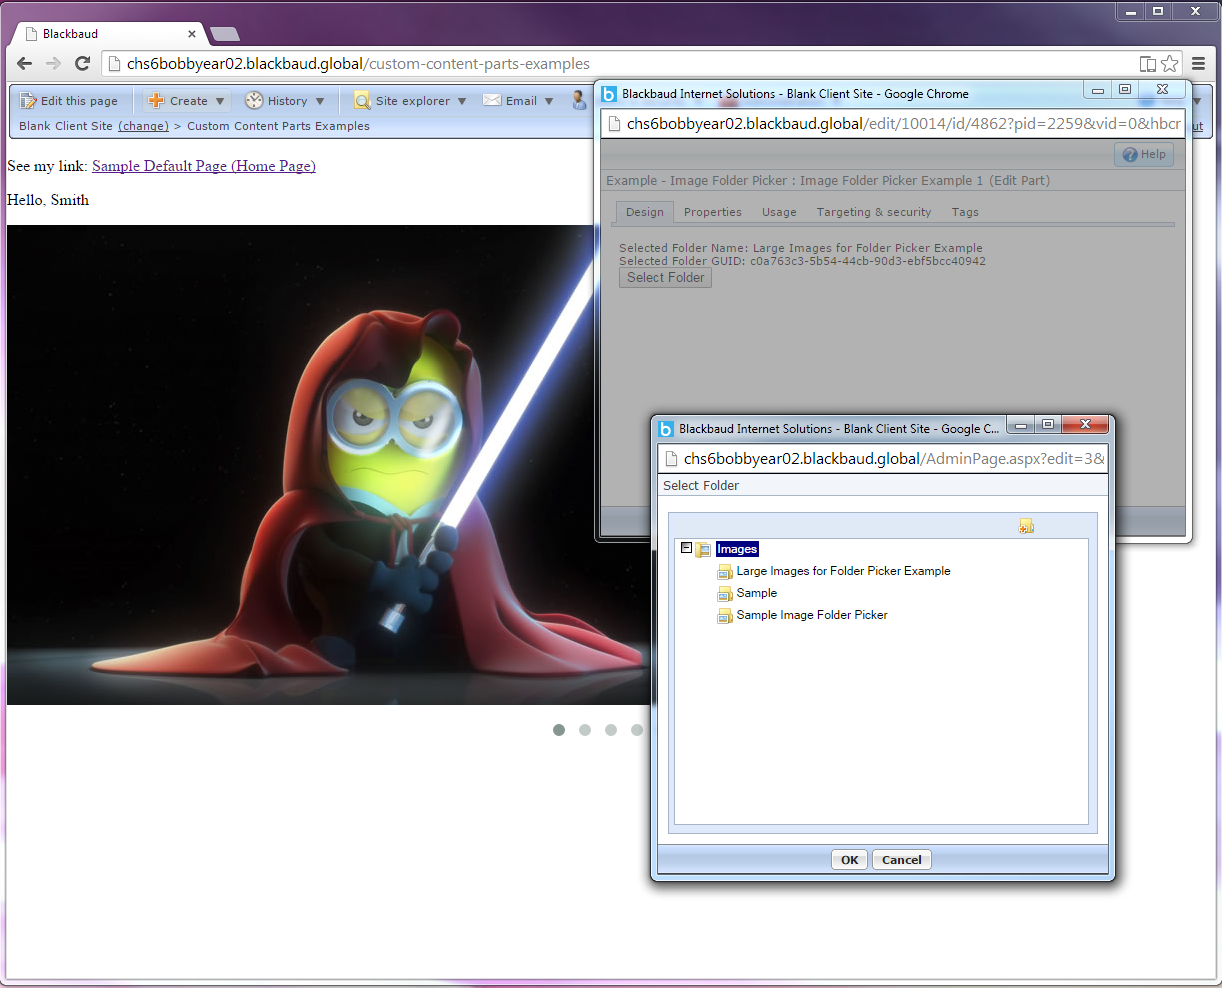 Blackbaud
chs6bobbyear02.blackbaud.global/custom-content-parts-examples
Edit this page
Create
History
Site explorer
Email
Blank Client Site (change) > Custom Content Parts Examples
See my link: Sample Default Page (Home Page)
Hello, Smith
Blackbaud Internet Solutions - Blank Client Site - Google Chrome
chs6bobbyear02.blackbaud.global/edit/10014/id/4862?pid=2259&vid=0&hbcr
ut
Help
Example - Image Folder Picker : Image Folder Picker Example 1 (Edit Part)
Design
Properties
Usage
Targeting & security
Tags
Selected Folder Name: Large Images for Folder Picker Example
Selected Folder GUID: c0a763c3-5b54-44cb-90d3-ebf5bcc40942
Select Folder
Blackbaud Internet Solutions - Blank Client Site - Google C...
chs6bobbyear02.blackbaud.global/AdminPage.aspx?edit=3&
Select Folder
Images
Large Images for Folder Picker Example
Sample
Sample Image Folder Picker
OK
Cancel